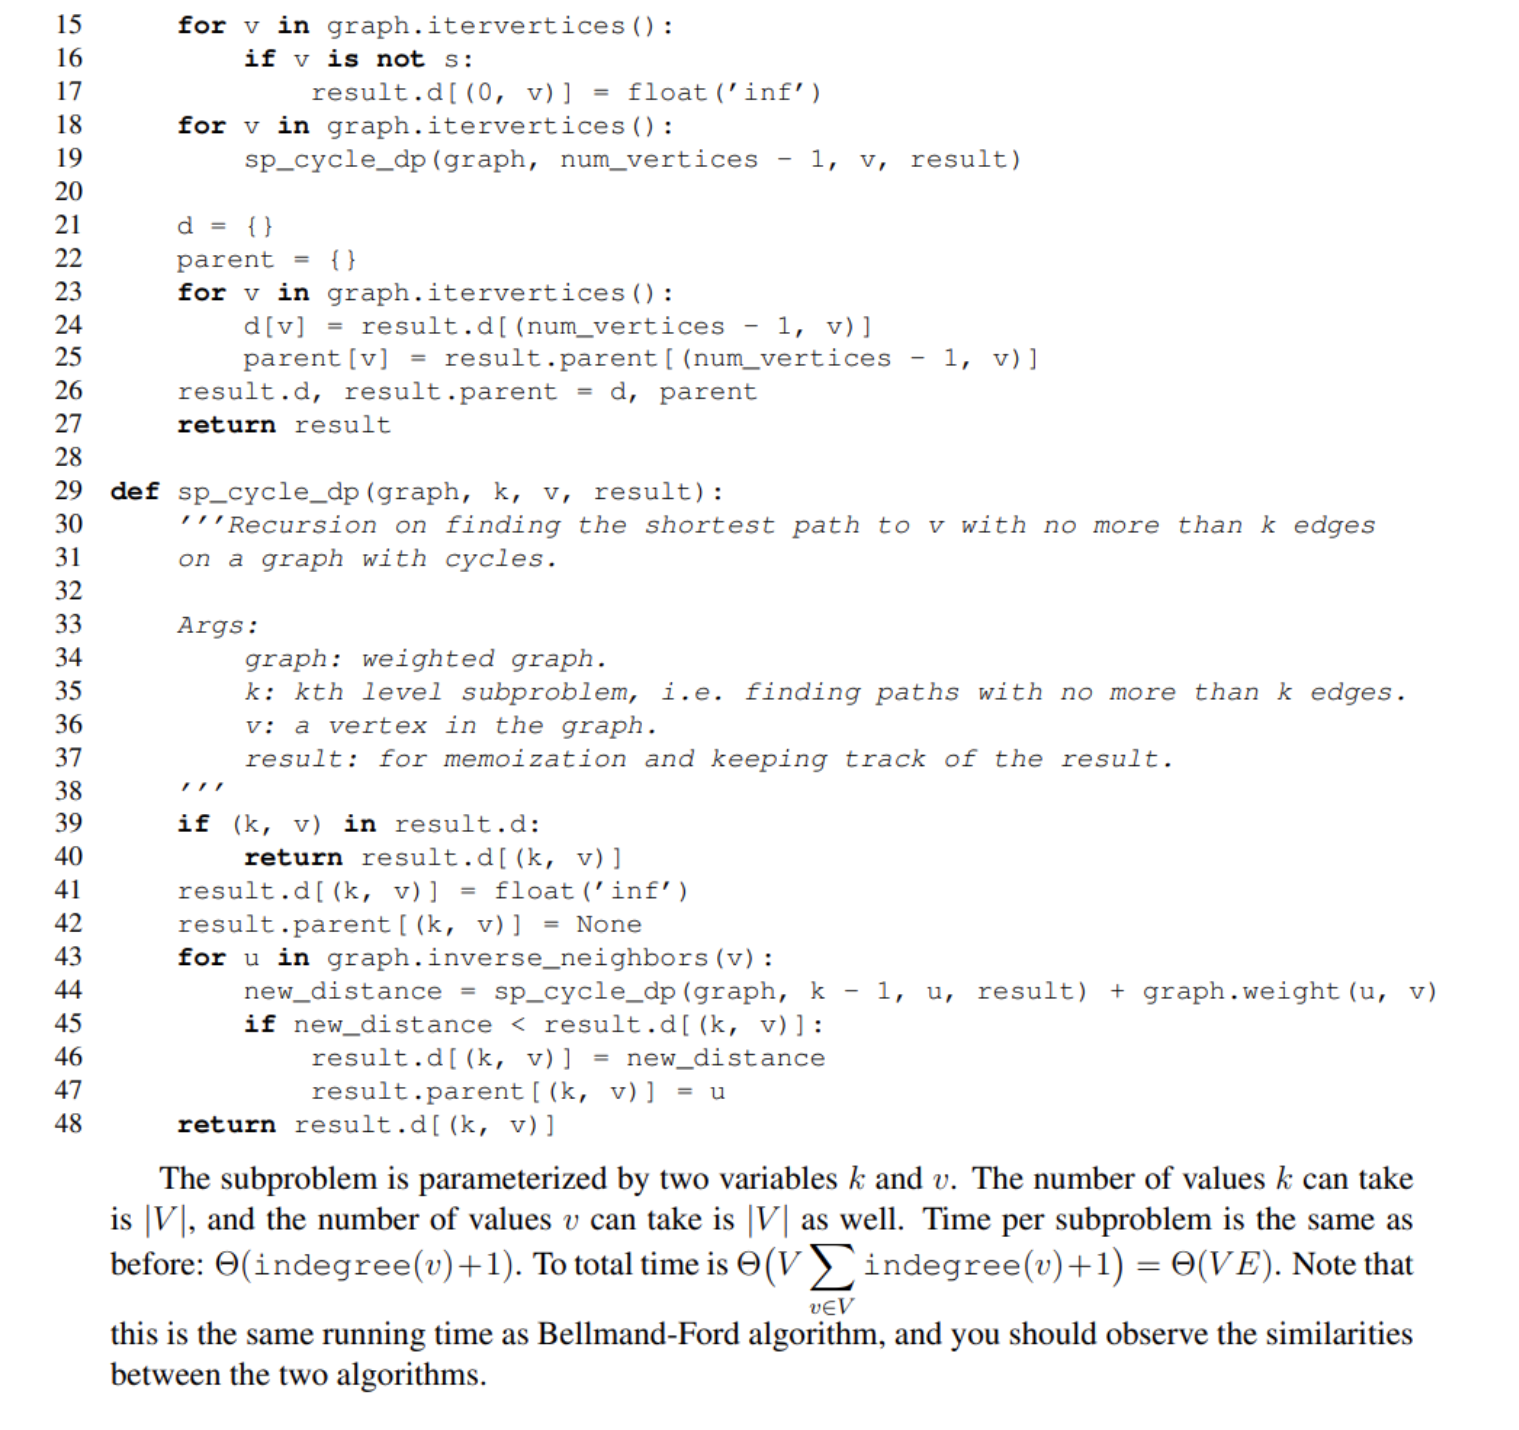 15 for v in graph.itervertices():
16 if v is not s:
17 result.d[(0, v)] = float('inf')
18 for v in graph.itervertices():
19 sp_cycle_dp(graph, num_vertices - 1, v, result)
20
21 d = {}
22 parent = {}
23 for v in graph.itervertices():
24 d[v] = result.d[(num_vertices - 1, v)]
25 parent[v] = result.parent[(num_vertices - 1, v)]
26 result.d, result.parent = d, parent
27 return result
28
29 def sp_cycle_dp(graph, k, v, result):
30 '''Recursion on finding the shortest path to v with no more than k edges
31 on a graph with cycles.
32
33 Args:
34 graph: weighted graph.
35 k: kth level subproblem, i.e. finding paths with no more than k edges.
36 v: a vertex in the graph.
37 result: for memoization and keeping track of the result.
38 '''
39 if (k, v) in result.d:
40 return result.d[(k, v)]
41 result.d[(k, v)] = float('inf')
42 result.parent[(k, v)] = None
43 for u in graph.inverse_neighbors(v):
44 new_distance = sp_cycle_dp(graph, k - 1, u, result) + graph.weight(u, v)
45 if new_distance < result.d[(k, v)]:
46 result.d[(k, v)] = new_distance
47 result.parent[(k, v)] = u
48 return result.d[(k, v)]
The subproblem is parameterized by two variables k and v. The number of values k can take
is |V|, and the number of values v can take is |V| as well. Time per subproblem is the same as
before: Θ(indegree(v)+1). To total time is Θ(V ∑ indegree(v)+1) = Θ(VE). Note that
v∈V
this is the same running time as Bellmand-Ford algorithm, and you should observe the similarities
between the two algorithms.